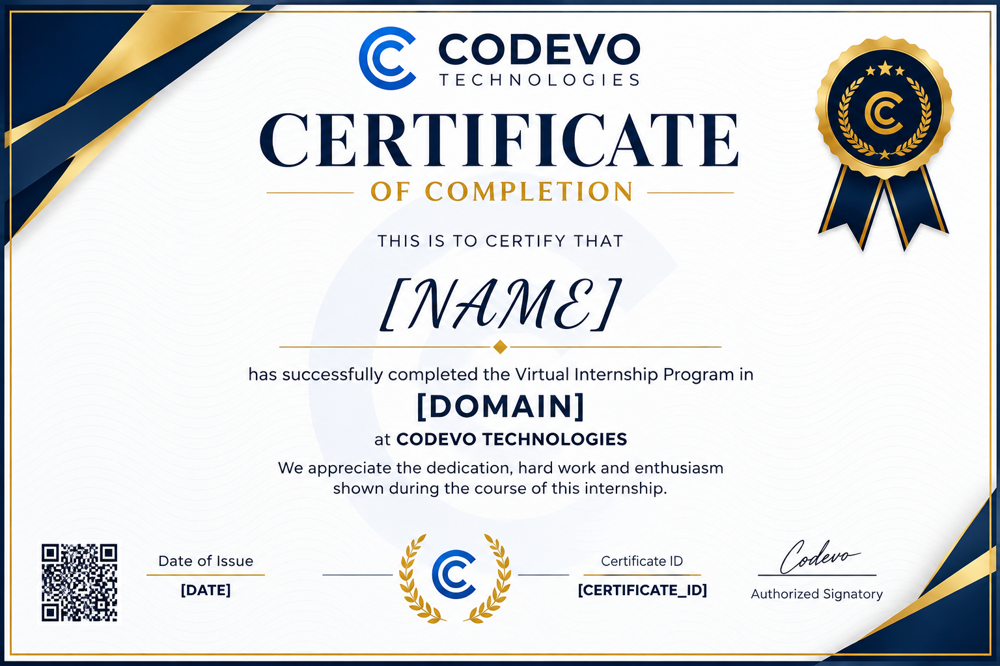 CODEVO
TECHNOLOGIES
CERTIFICATE
OF COMPLETION
THIS IS TO CERTIFY THAT
[NAME]
has successfully completed the Virtual Internship Program in
[DOMAIN]
at CODEVO TECHNOLOGIES
We appreciate the dedication, hard work and enthusiasm
shown during the course of this internship.
Date of Issue
[DATE]
Certificate ID
[CERTIFICATE_ID]
Codevo
Authorized Signatory